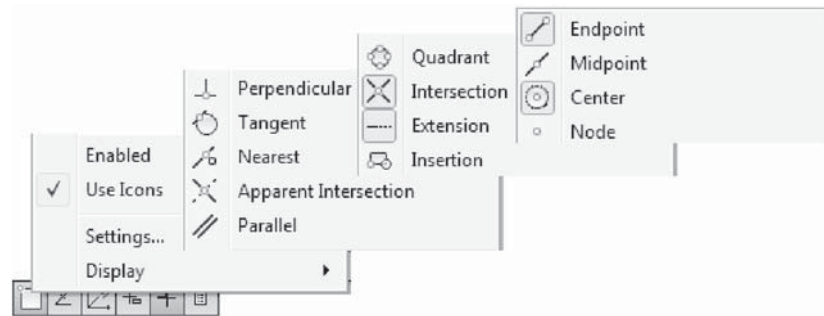 Endpoint
Midpoint
Center
Node
Quadrant
Intersection
Extension
Insertion
Perpendicular
Tangent
Nearest
Apparent Intersection
Parallel
Enabled
Use Icons
Settings...
Display